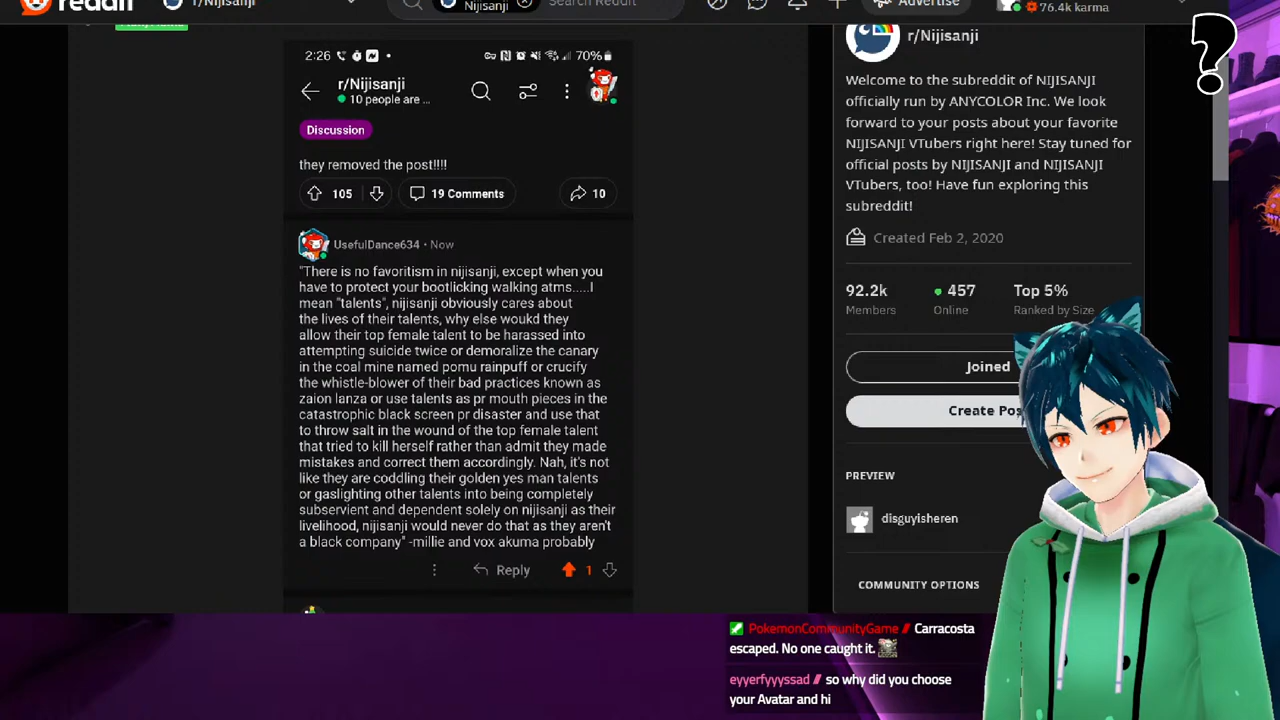 reddit
r/Nijisanji
Nijisanji
Search Reddit
Advertise
76.4k karma
2:26
70%
r/Nijisanji
10 people are ...
Discussion
they removed the post!!!!
105
19 Comments
10
UsefulDance634 • Now
"There is no favoritism in nijisanji, except when you
have to protect your bootlicking walking atms.....I
mean "talents", nijisanji obviously cares about
the lives of their talents, why else woukd they
allow their top female talent to be harassed into
attempting suicide twice or demoralize the canary
in the coal mine named pomu rainpuff or crucify
the whistle-blower of their bad practices known as
zaion lanza or use talents as pr mouth pieces in the
catastrophic black screen pr disaster and use that
to throw salt in the wound of the top female talent
that tried to kill herself rather than admit they made
mistakes and correct them accordingly. Nah, it's not
like they are coddling their golden yes man talents
or gaslighting other talents into being completely
subservient and dependent solely on nijisanji as their
livelihood, nijisanji would never do that as they aren't
a black company" -millie and vox akuma probably
Reply
1
r/Nijisanji
Welcome to the subreddit of NIJISANJI
officially run by ANYCOLOR Inc. We look
forward to your posts about your favorite
NIJISANJI VTubers right here! Stay tuned for
official posts by NIJISANJI and NIJISANJI
VTubers, too! Have fun exploring this
subreddit!
Created Feb 2, 2020
92.2k
457
Top 5%
Members
Online
Ranked by Size
Joined
Create Pos
PREVIEW
disguyisheren
COMMUNITY OPTIONS
?
PokemonCommunityGame // Carracosta
escaped. No one caught it.
eyyerfyyyssad // so why did you choose
your Avatar and hi